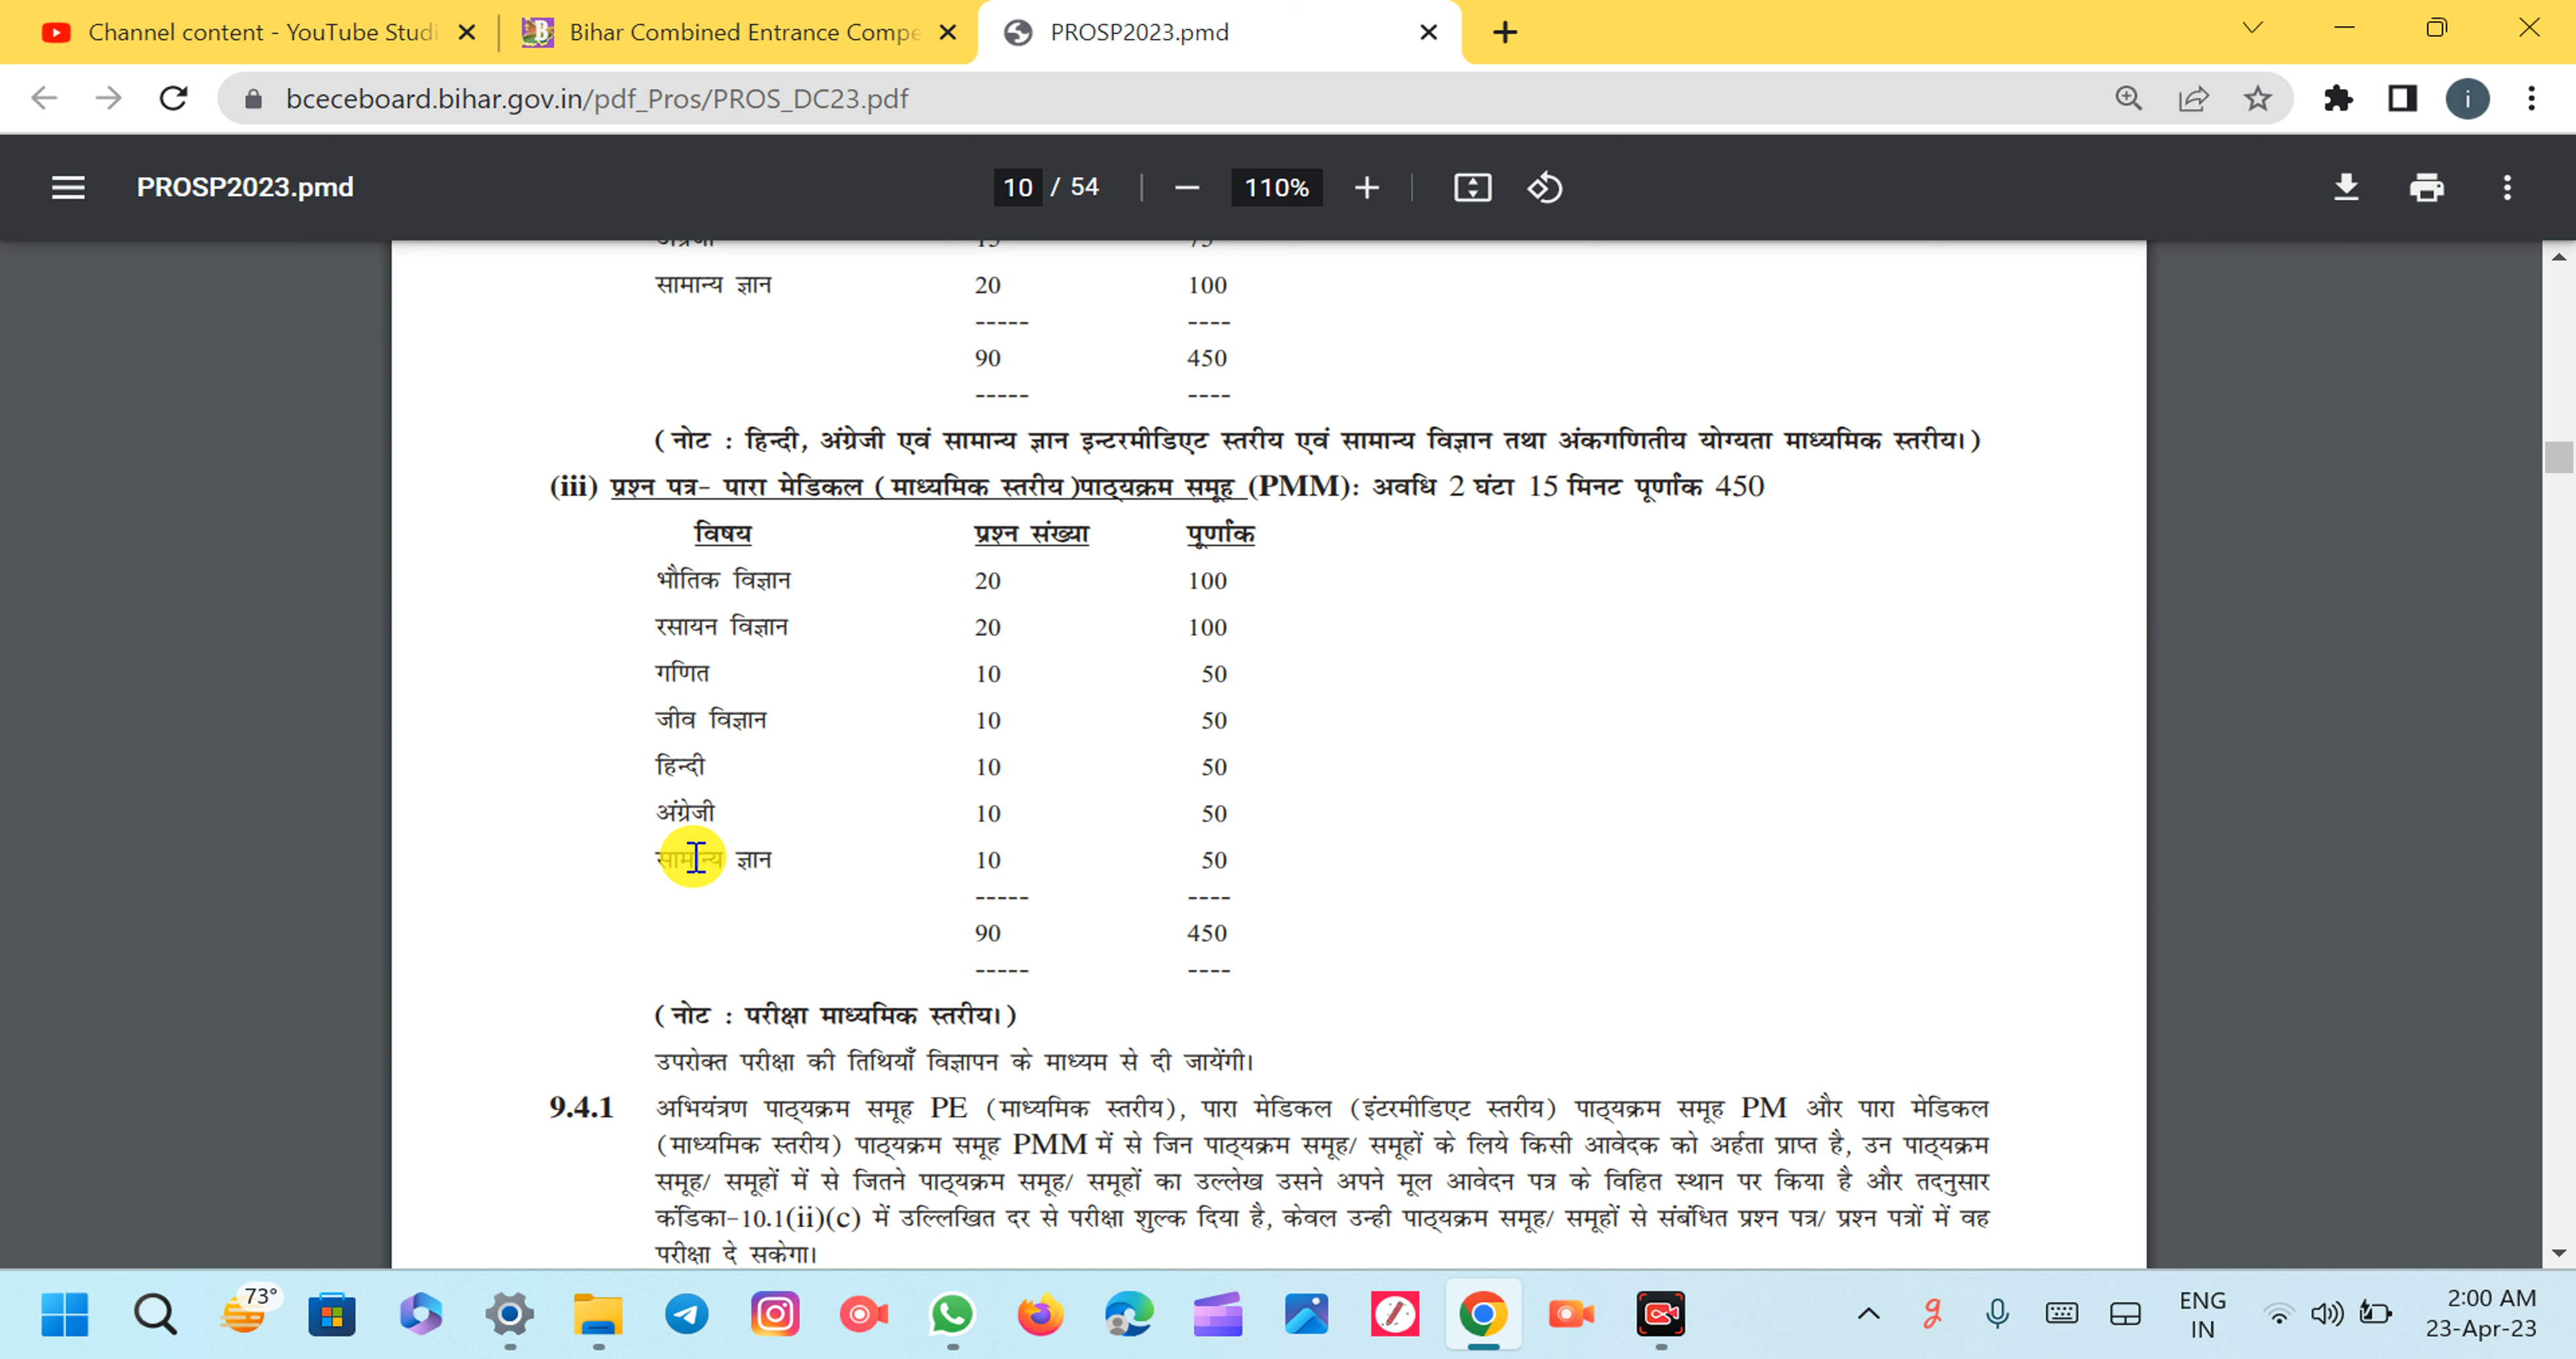 Channel content - YouTube Studi
Bihar Combined Entrance Compe
PROSP2023.pmd
bceceboard.bihar.gov.in/pdf_Pros/PROS_DC23.pdf
i
PROSP2023.pmd
10 / 54
110%
15 75
सामान्य ज्ञान 20 100
----- ----
90 450
----- ----
( नोट : हिन्दी, अंग्रेजी एवं सामान्य ज्ञान इन्टरमीडिएट स्तरीय एवं सामान्य विज्ञान तथा अंकगणितीय योग्यता माध्यमिक स्तरीय। )
(iii) प्रश्न पत्र- पारा मेडिकल ( माध्यमिक स्तरीय )पाठ्यक्रम समूह (PMM): अवधि 2 घंटा 15 मिनट पूर्णांक 450
विषय प्रश्न संख्या पूर्णांक
भौतिक विज्ञान 20 100
रसायन विज्ञान 20 100
गणित 10 50
जीव विज्ञान 10 50
हिन्दी 10 50
अंग्रेजी 10 50
सामान्य ज्ञान 10 50
----- ----
90 450
----- ----
( नोट : परीक्षा माध्यमिक स्तरीय। )
उपरोक्त परीक्षा की तिथियाँ विज्ञापन के माध्यम से दी जायेंगी।
9.4.1 अभियंत्रण पाठ्यक्रम समूह PE (माध्यमिक स्तरीय), पारा मेडिकल (इंटरमीडिएट स्तरीय) पाठ्यक्रम समूह PM और पारा मेडिकल
(माध्यमिक स्तरीय) पाठ्यक्रम समूह PMM में से जिन पाठ्यक्रम समूह/ समूहों के लिये किसी आवेदक को अर्हता प्राप्त है, उन पाठ्यक्रम
समूह/ समूहों में से जितने पाठ्यक्रम समूह/ समूहों का उल्लेख उसने अपने मूल आवेदन पत्र के विहित स्थान पर किया है और तदनुसार
कंडिका-10.1(ii)(c) में उल्लिखित दर से परीक्षा शुल्क दिया है, केवल उन्ही पाठ्यक्रम समूह/ समूहों से संबंधित प्रश्न पत्र/ प्रश्न पत्रों में वह
परीक्षा दे सकेगा।
73°
ENG
IN
2:00 AM
23-Apr-23